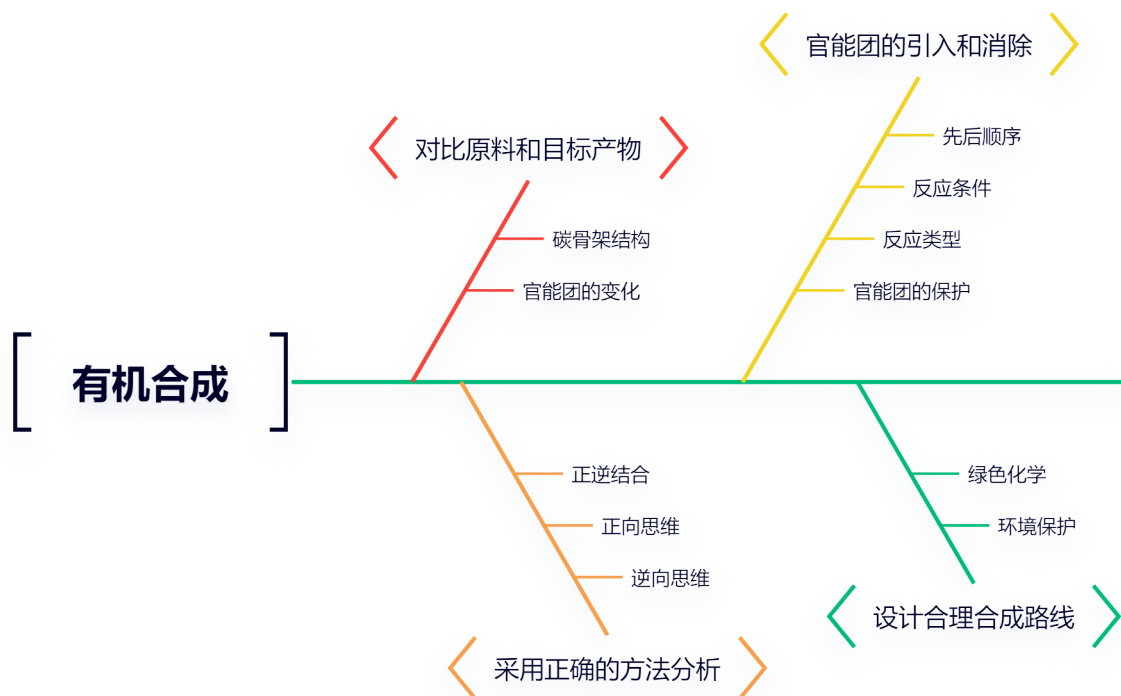 官能团的引入和消除
先后顺序
反应条件
反应类型
官能团的保护
对比原料和目标产物
碳骨架结构
官能团的变化
有机合成
正逆结合
正向思维
逆向思维
采用正确的方法分析
绿色化学
环境保护
设计合理合成路线